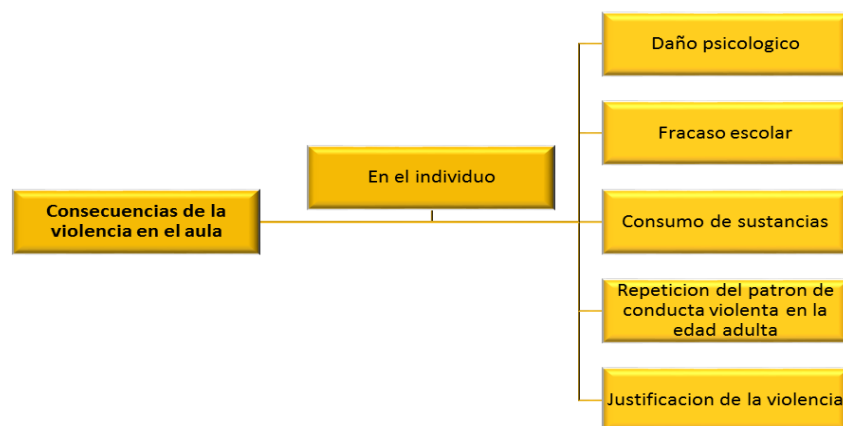 Consecuencias de la
violencia en el aula
En el individuo
Daño psicologico
Fracaso escolar
Consumo de sustancias
Repeticion del patron de
conducta violenta en la
edad adulta
Justificacion de la violencia